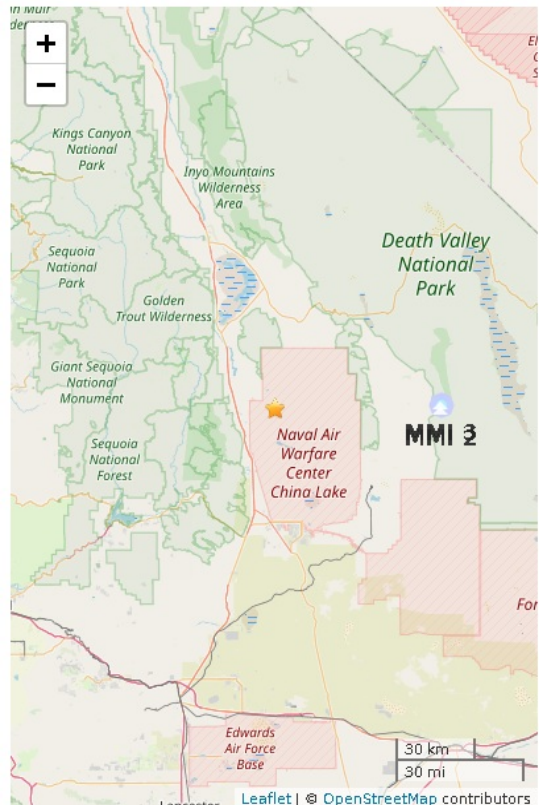 +
−
Kings Canyon
National
Park
Inyo Mountains
Wilderness
Area
Death Valley
National
Park
Sequoia
National
Park
Golden
Trout Wilderness
Giant Sequoia
National
Monument
Sequoia
National
Forest
Naval Air
Warfare
Center
China Lake
MMI
For
Edwards
Air Force
Base
30 km
30 mi
Leaflet | © OpenStreetMap contributors